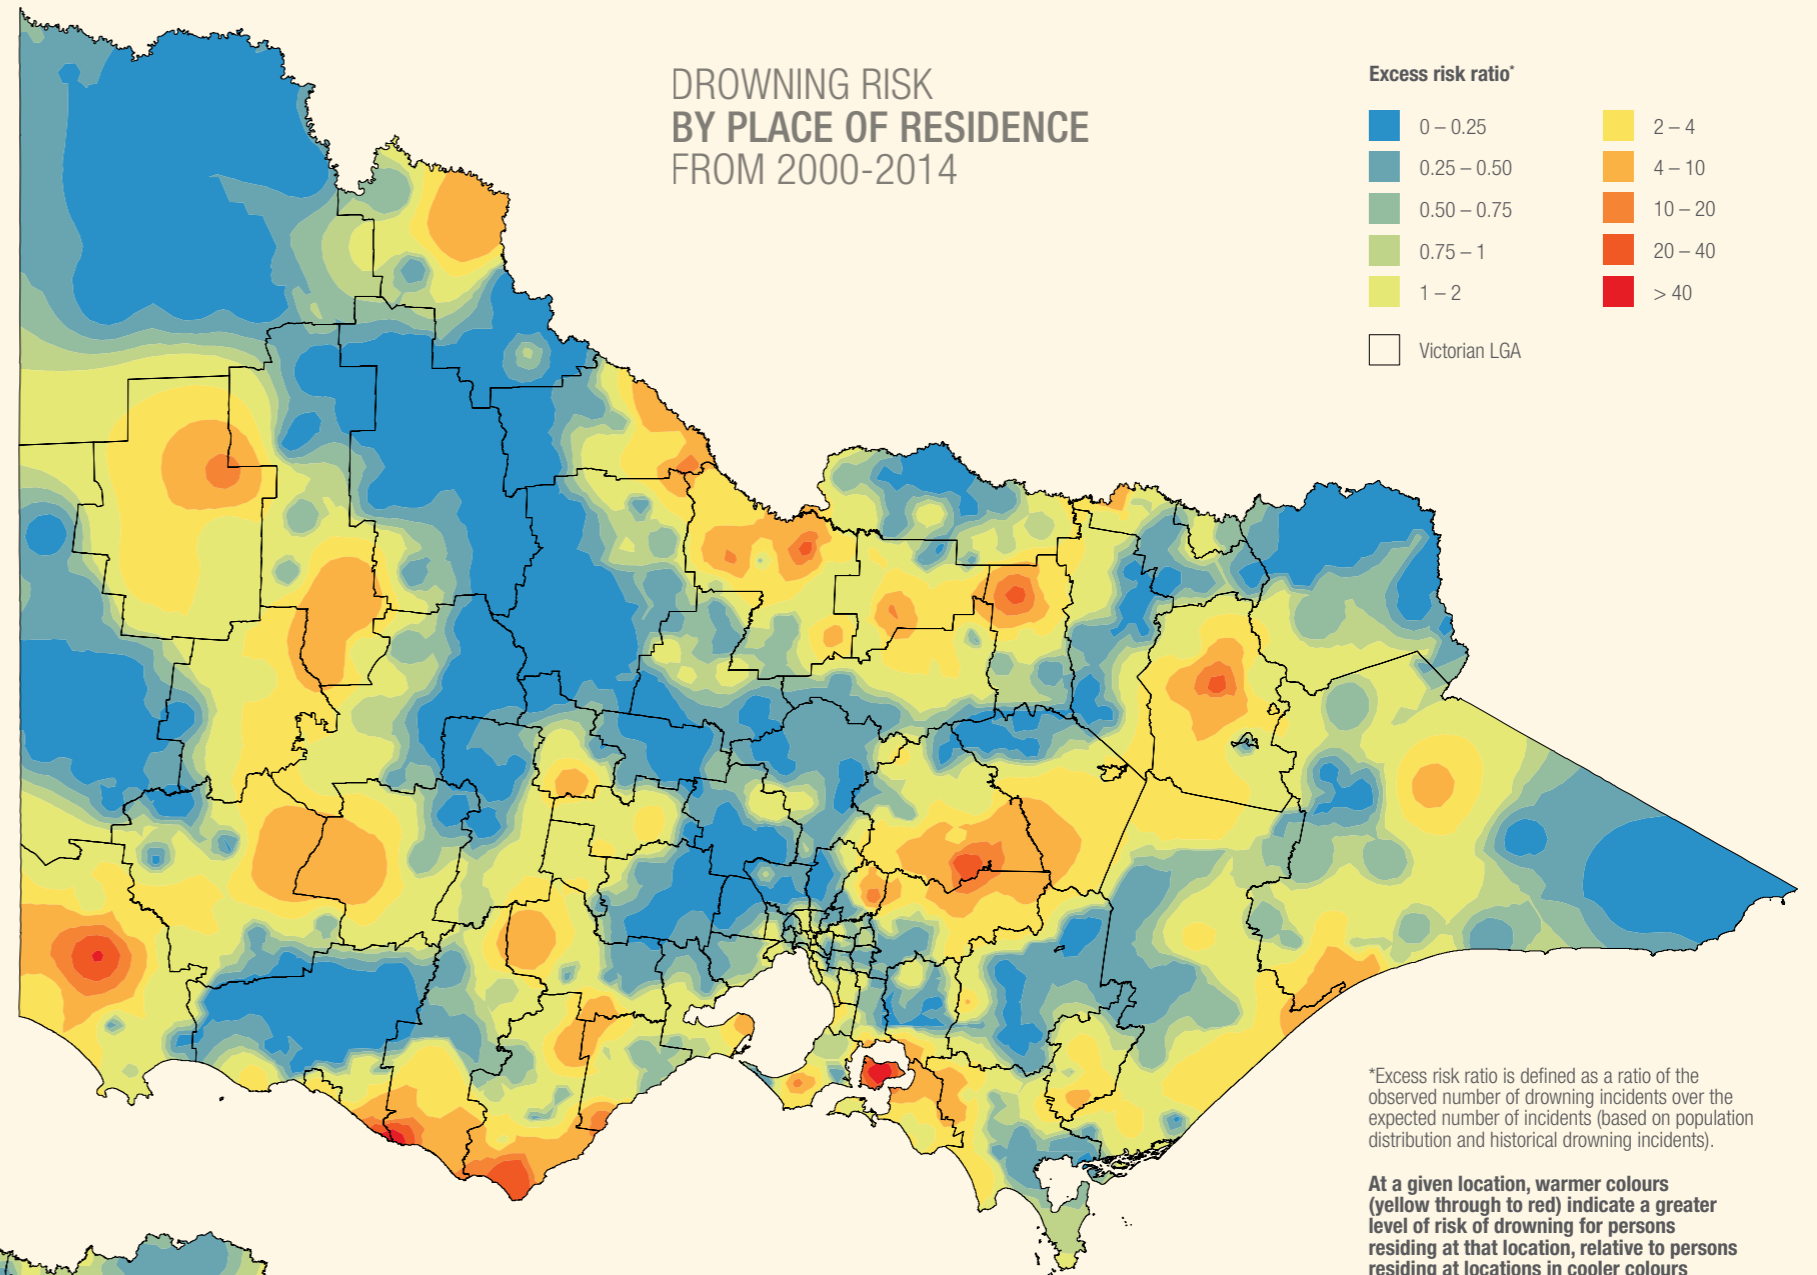 DROWNING RISK
BY PLACE OF RESIDENCE
FROM 2000-2014
Excess risk ratio*
0 – 0.25
0.25 – 0.50
0.50 – 0.75
0.75 – 1
1 – 2
2 – 4
4 – 10
10 – 20
20 – 40
> 40
Victorian LGA
*Excess risk ratio is defined as a ratio of the
observed number of drowning incidents over the
expected number of incidents (based on population
distribution and historical drowning incidents).
At a given location, warmer colours
(yellow through to red) indicate a greater
level of risk of drowning for persons
residing at that location, relative to persons
residing at locations in cooler colours